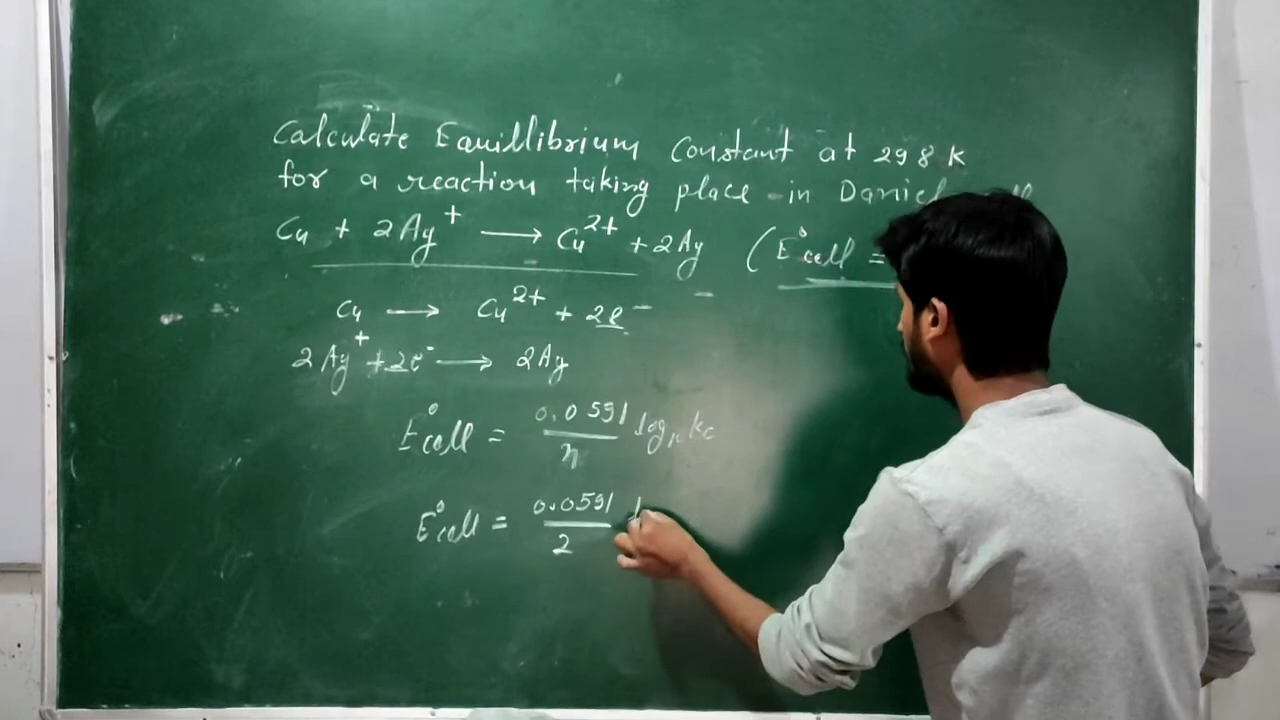 Calculate Equillibrium Constant at 298 K
for a reaction taking place in
Cu + 2Ag⁺ → Cu²⁺ + 2Ag (E°cell =
Cu → Cu²⁺ + 2e⁻
2Ag⁺ + 2e⁻ → 2Ag
E°cell = 0.0591/n log₁₀ kc
E°cell = 0.0591/2